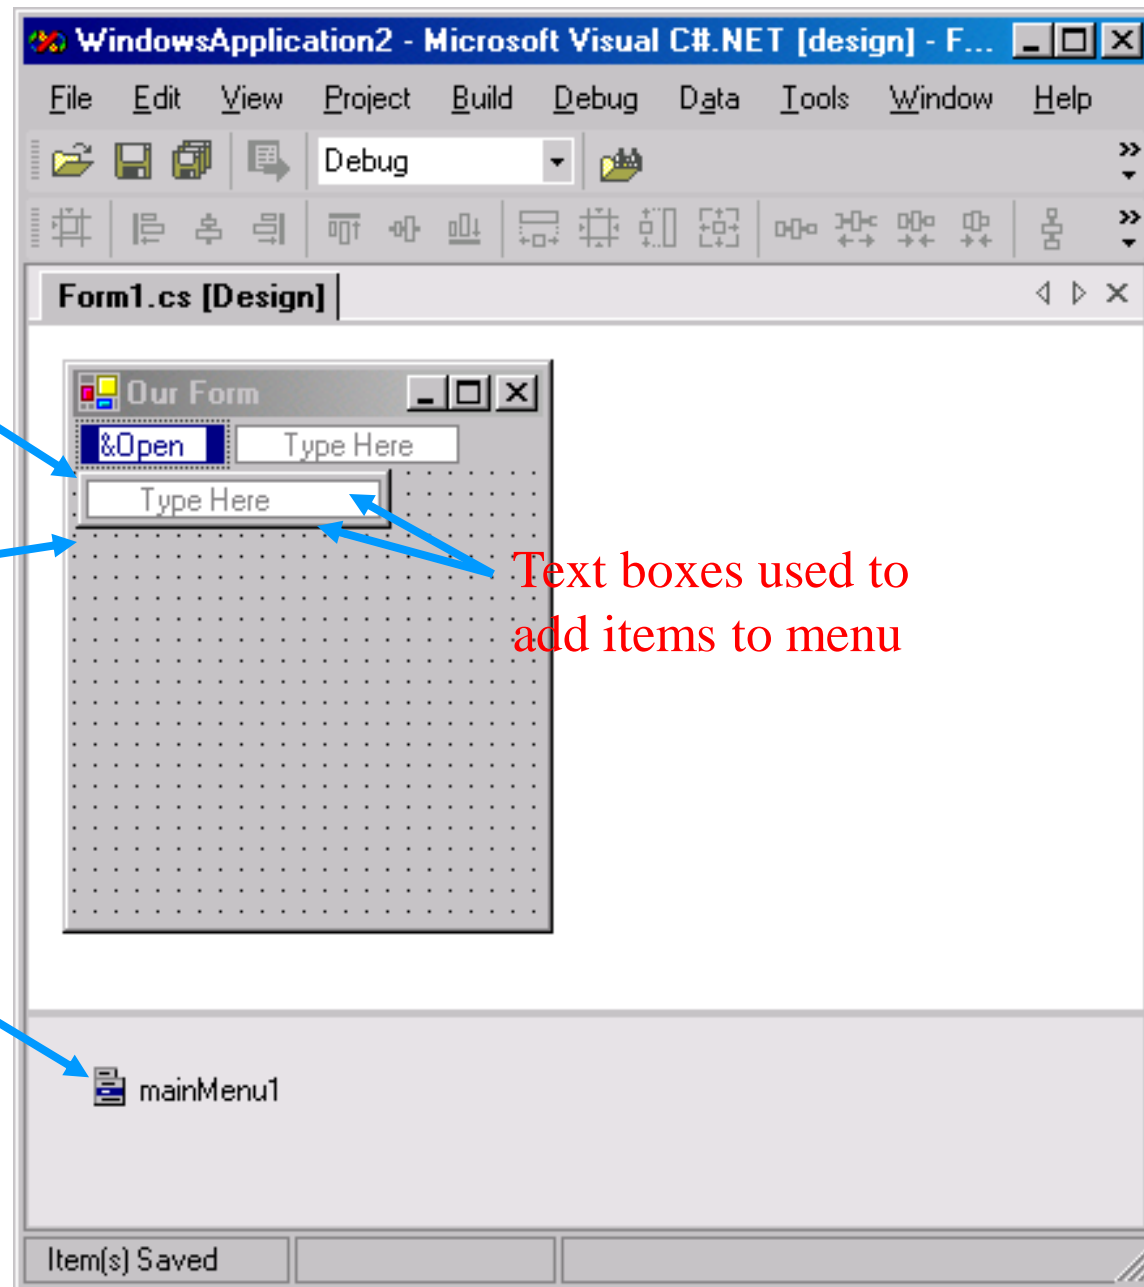 WindowsApplication2 - Microsoft Visual C#.NET [design] - F...
File Edit View Project Build Debug Data Tools Window Help
Debug
Form1.cs [Design]
Our Form
&Open Type Here
Type Here
Text boxes used to
add items to menu
mainMenu1
Item(s) Saved